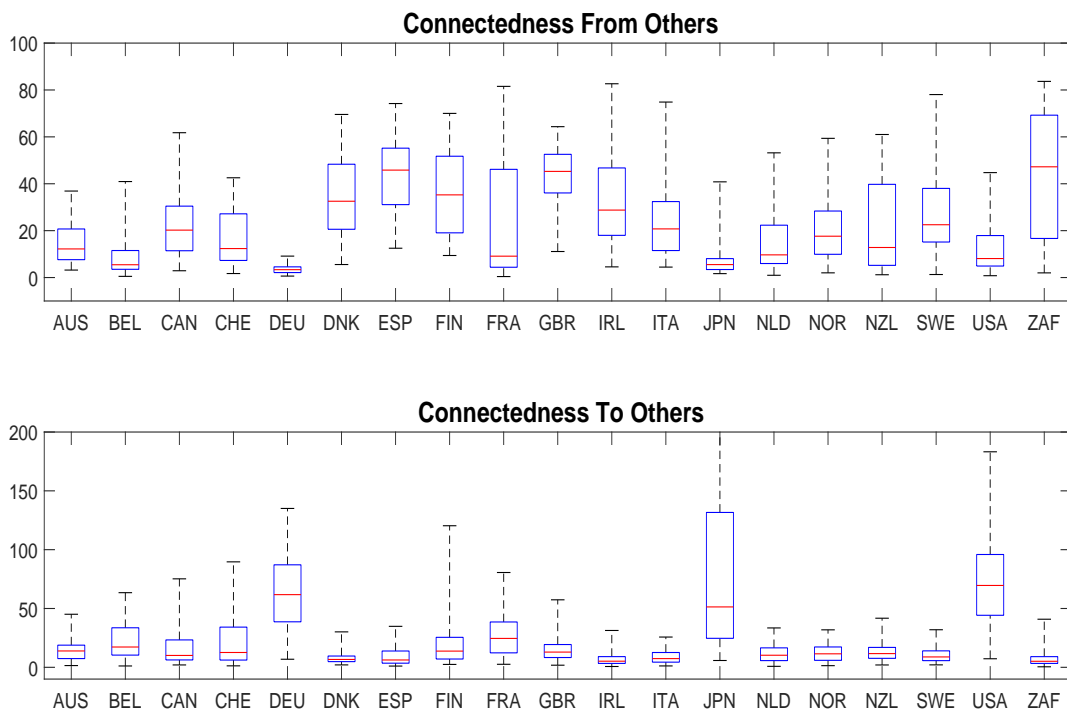 Connectedness From Others
100
80
60
40
20
0
AUS BEL CAN CHE DEU DNK ESP FIN FRA GBR IRL ITA JPN NLD NOR NZL SWE USA ZAF
Connectedness To Others
200
150
100
50
0
AUS BEL CAN CHE DEU DNK ESP FIN FRA GBR IRL ITA JPN NLD NOR NZL SWE USA ZAF